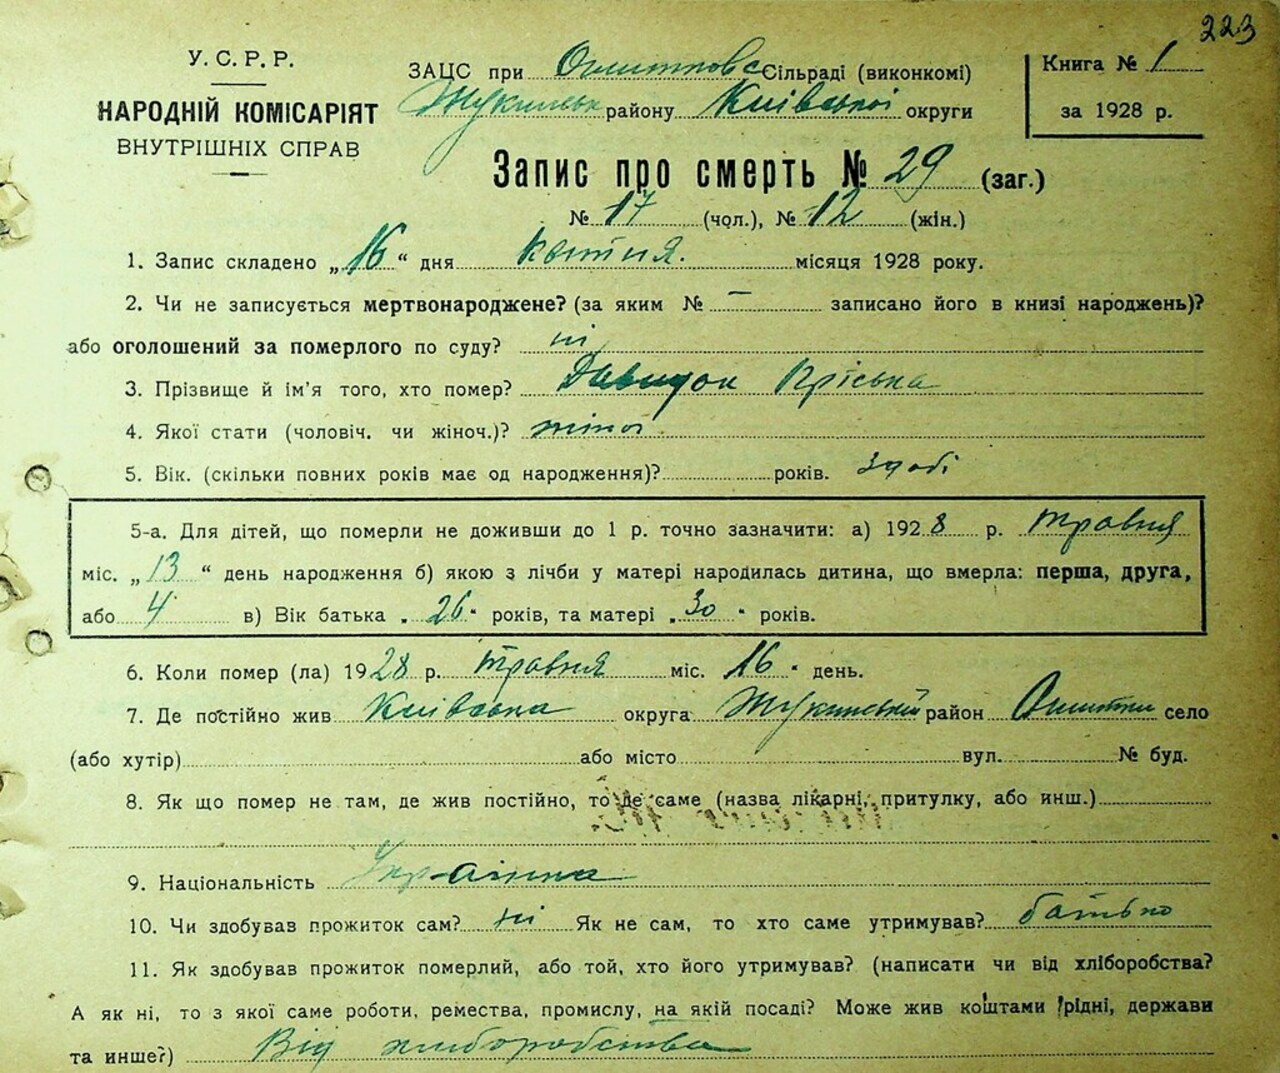 223
У. С. Р. Р.
НАРОДНІЙ КОМІСАРІЯТ
ВНУТРІШНІХ СПРАВ
ЗАЦС при Сільраді (виконкомі)
району Київської округи
Книга № 1
за 1928 р.
Запис про смерть № 29 (заг.)
№ 17 (чол.), № 12 (жін.)
1. Запис складено „16“ дня квітня. місяця 1928 року.
2. Чи не записується мертвонароджене? (за яким № — записано його в книзі народжень)?
або оголошений за померлого по суду? ні
3. Прізвище й ім'я того, хто помер? Давидок Пріська
4. Якої стати (чоловіч. чи жіноч.)? жіноч
5. Вік. (скільки повних років має од народження)? років. 3 добі
5-а. Для дітей, що померли не доживши до 1 р. точно зазначити: а) 1928 р. травня
міс. „13“ день народження б) якою з лічби у матері народилась дитина, що вмерла: перша, друга,
або 4 в) Вік батька „26“ років, та матері „30“ років.
6. Коли помер (ла) 1928 р. травня міс. 16“ день.
7. Де постійно жив Київська округа Жукинський район село
(або хутір) або місто вул. № буд.
8. Як що помер не там, де жив постійно, то де саме (назва лікарні, притулку, або инш.)
9. Національність Українка
10. Чи здобував прожиток сам? ні Як не сам, то хто саме утримував? батько
11. Як здобував прожиток померлий, або той, хто його утримував? (написати чи від хліборобства?
А як ні, то з якої саме роботи, ремества, промислу, на якій посаді? Може жив коштами рідні, держави
та инше?) Від хліборобства